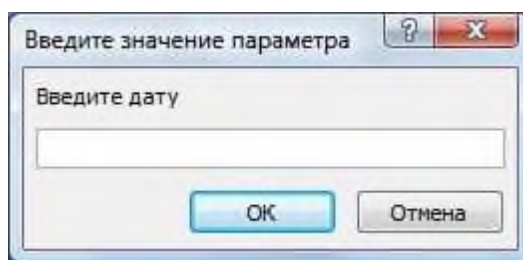 Введите значение параметра
Введите дату
ОК
Отмена